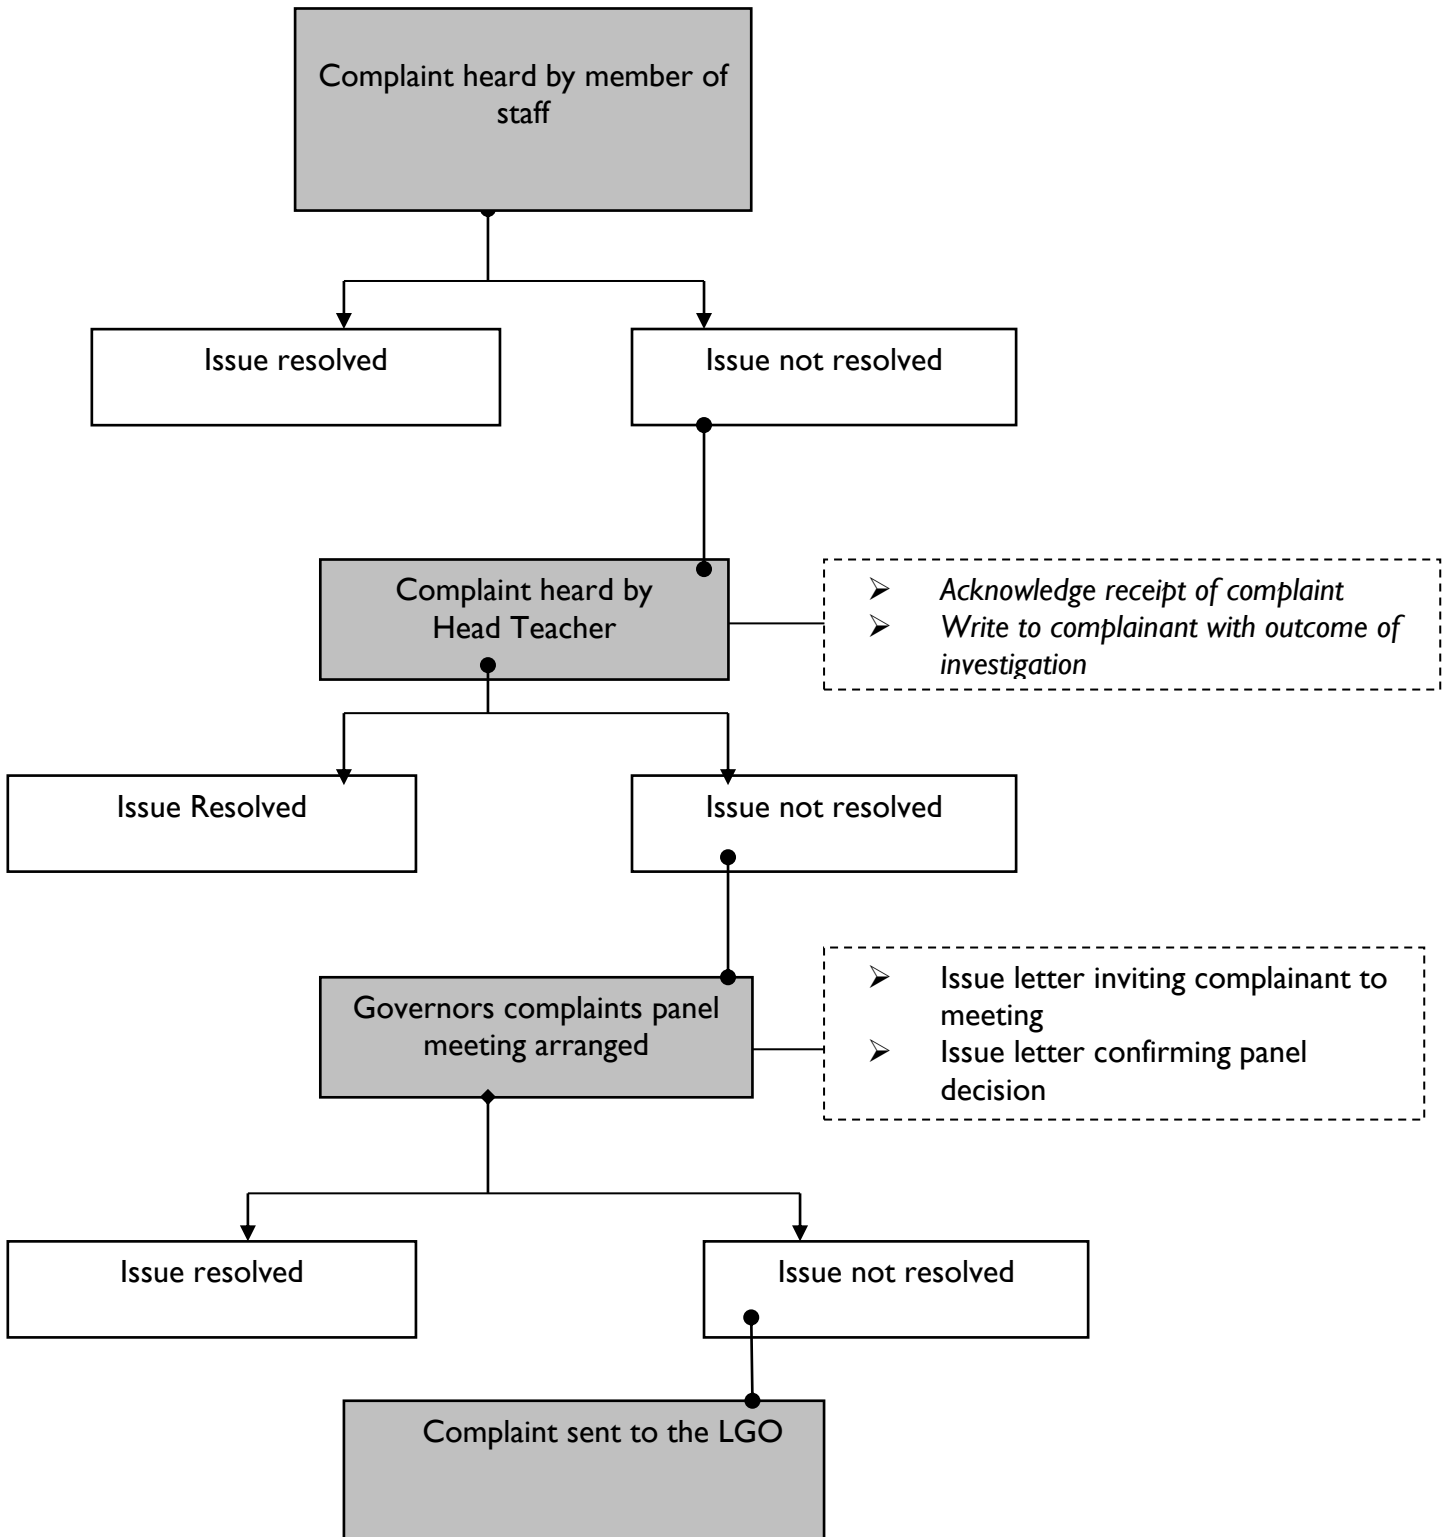 Complaint heard by member of
staff
Issue resolved
Issue not resolved
Complaint heard by
Head Teacher
➢ Acknowledge receipt of complaint
➢ Write to complainant with outcome of
investigation
Issue Resolved
Issue not resolved
Governors complaints panel
meeting arranged
➢ Issue letter inviting complainant to
meeting
➢ Issue letter confirming panel
decision
Issue resolved
Issue not resolved
Complaint sent to the LGO